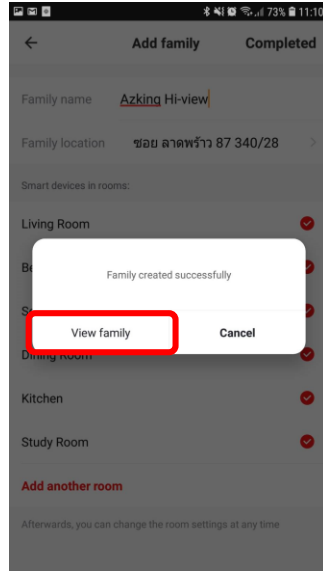 73% 11:10
Add family Completed
Family name Azking Hi-view
Family location ซอย ลาดพร้าว 87 340/28
Smart devices in rooms:
Living Room
Family created successfully
View family Cancel
Dining Room
Kitchen
Study Room
Add another room
Afterwards, you can change the room settings at any time